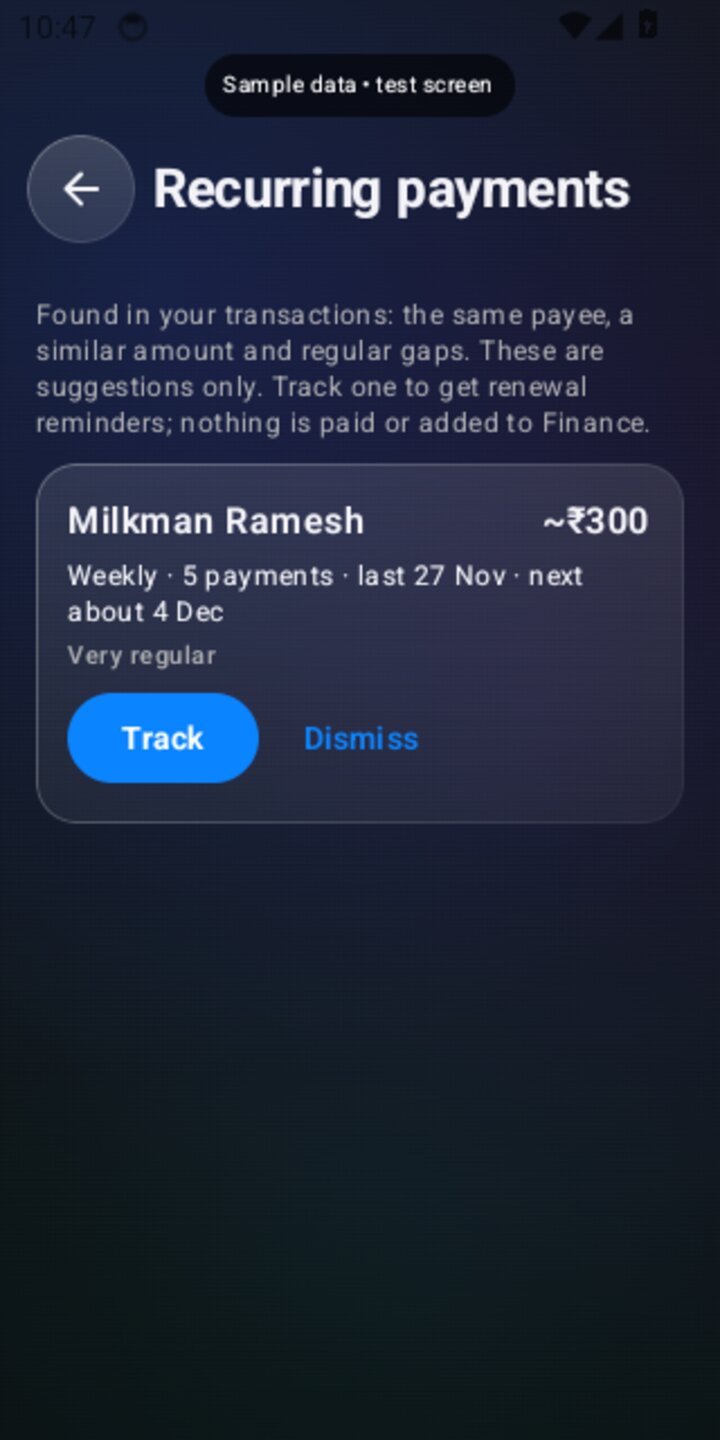 10:47
Sample data • test screen
Recurring payments
Found in your transactions: the same payee, a
similar amount and regular gaps. These are
suggestions only. Track one to get renewal
reminders; nothing is paid or added to Finance.
Milkman Ramesh ~₹300
Weekly · 5 payments · last 27 Nov · next
about 4 Dec
Very regular
Track Dismiss